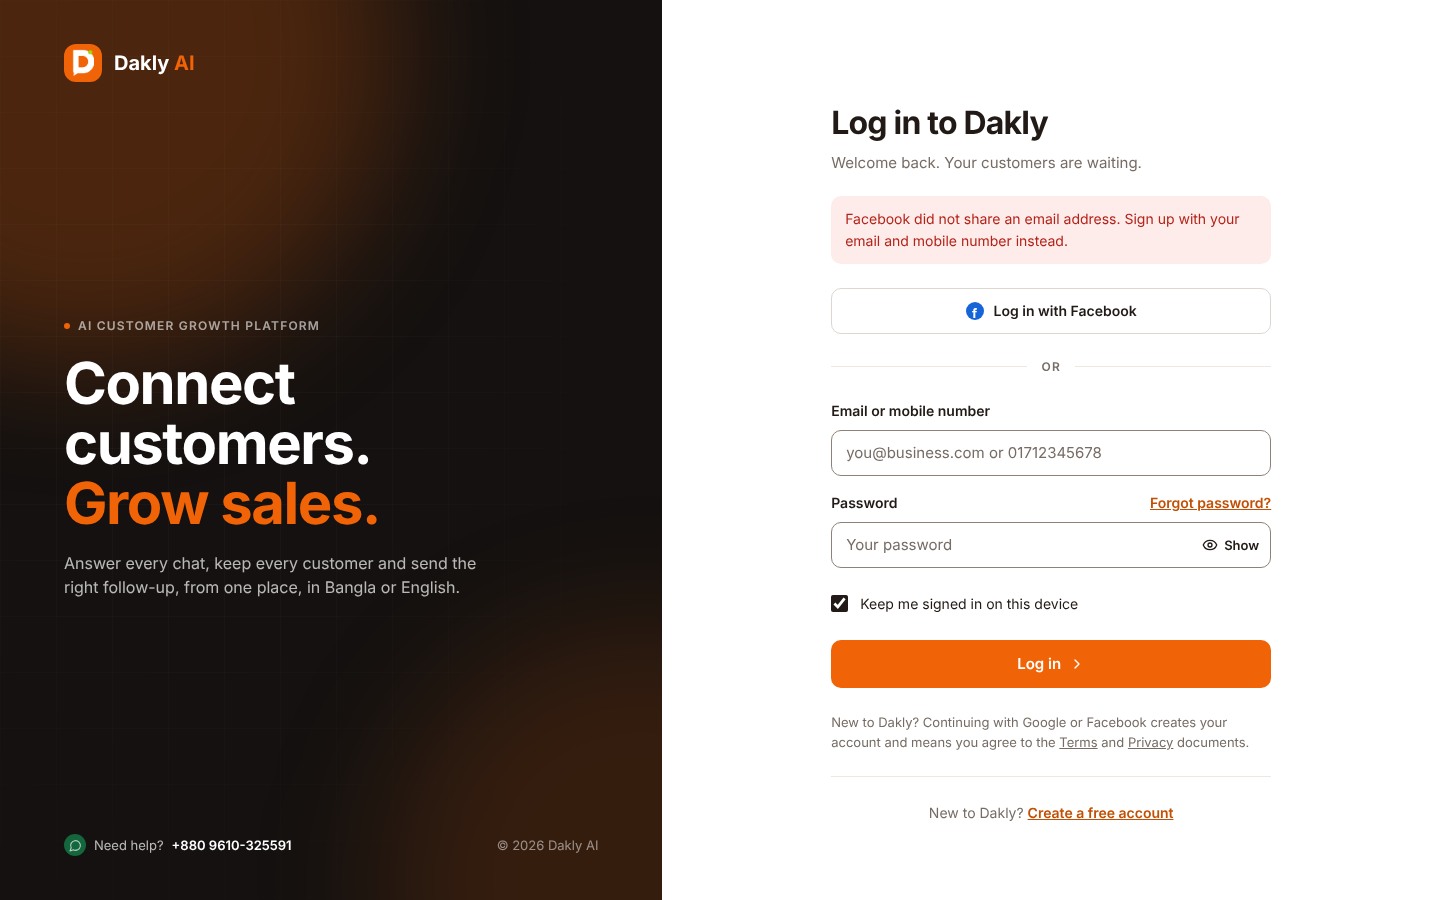 Dakly AI
AI CUSTOMER GROWTH PLATFORM
Connect
customers.
Grow sales.
Answer every chat, keep every customer and send the
right follow-up, from one place, in Bangla or English.
Need help? +880 9610-325591
© 2026 Dakly AI
Log in to Dakly
Welcome back. Your customers are waiting.
Facebook did not share an email address. Sign up with your
email and mobile number instead.
Log in with Facebook
OR
Email or mobile number
you@business.com or 01712345678
Password
Forgot password?
Your password
Show
Keep me signed in on this device
Log in
New to Dakly? Continuing with Google or Facebook creates your
account and means you agree to the Terms and Privacy documents.
New to Dakly? Create a free account